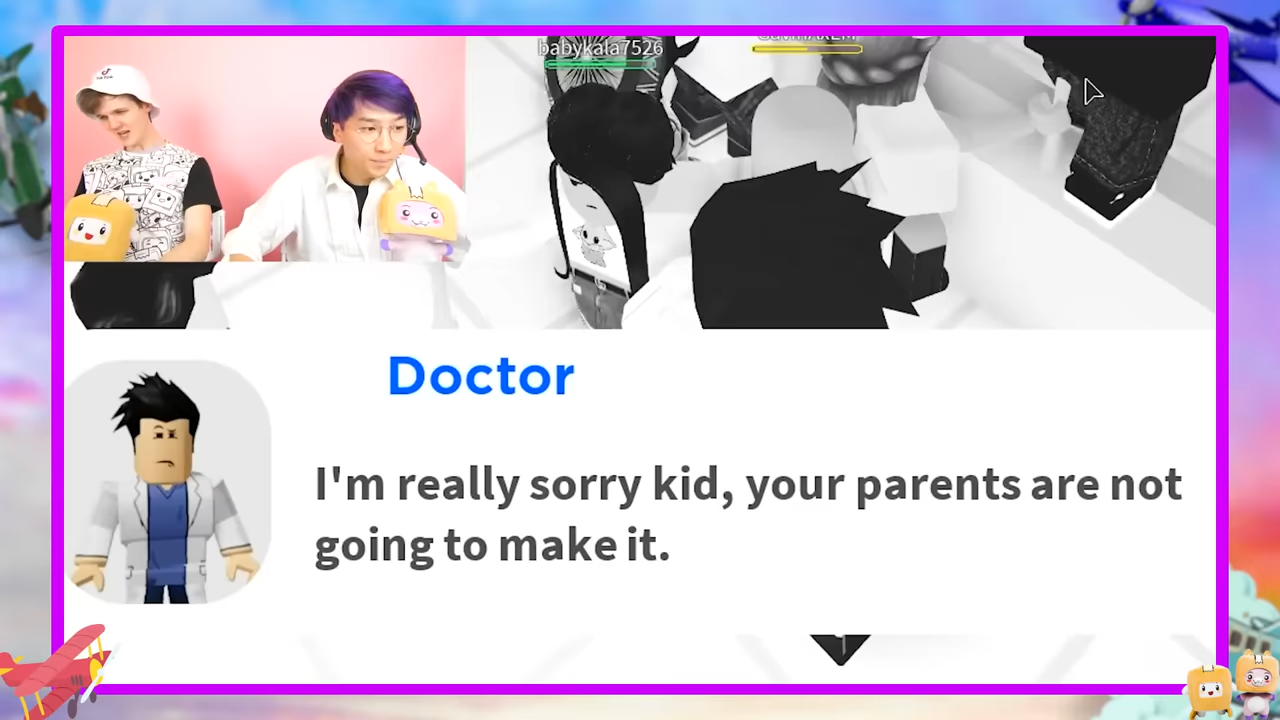 babykala7526
Doctor
I'm really sorry kid, your parents are not
going to make it.